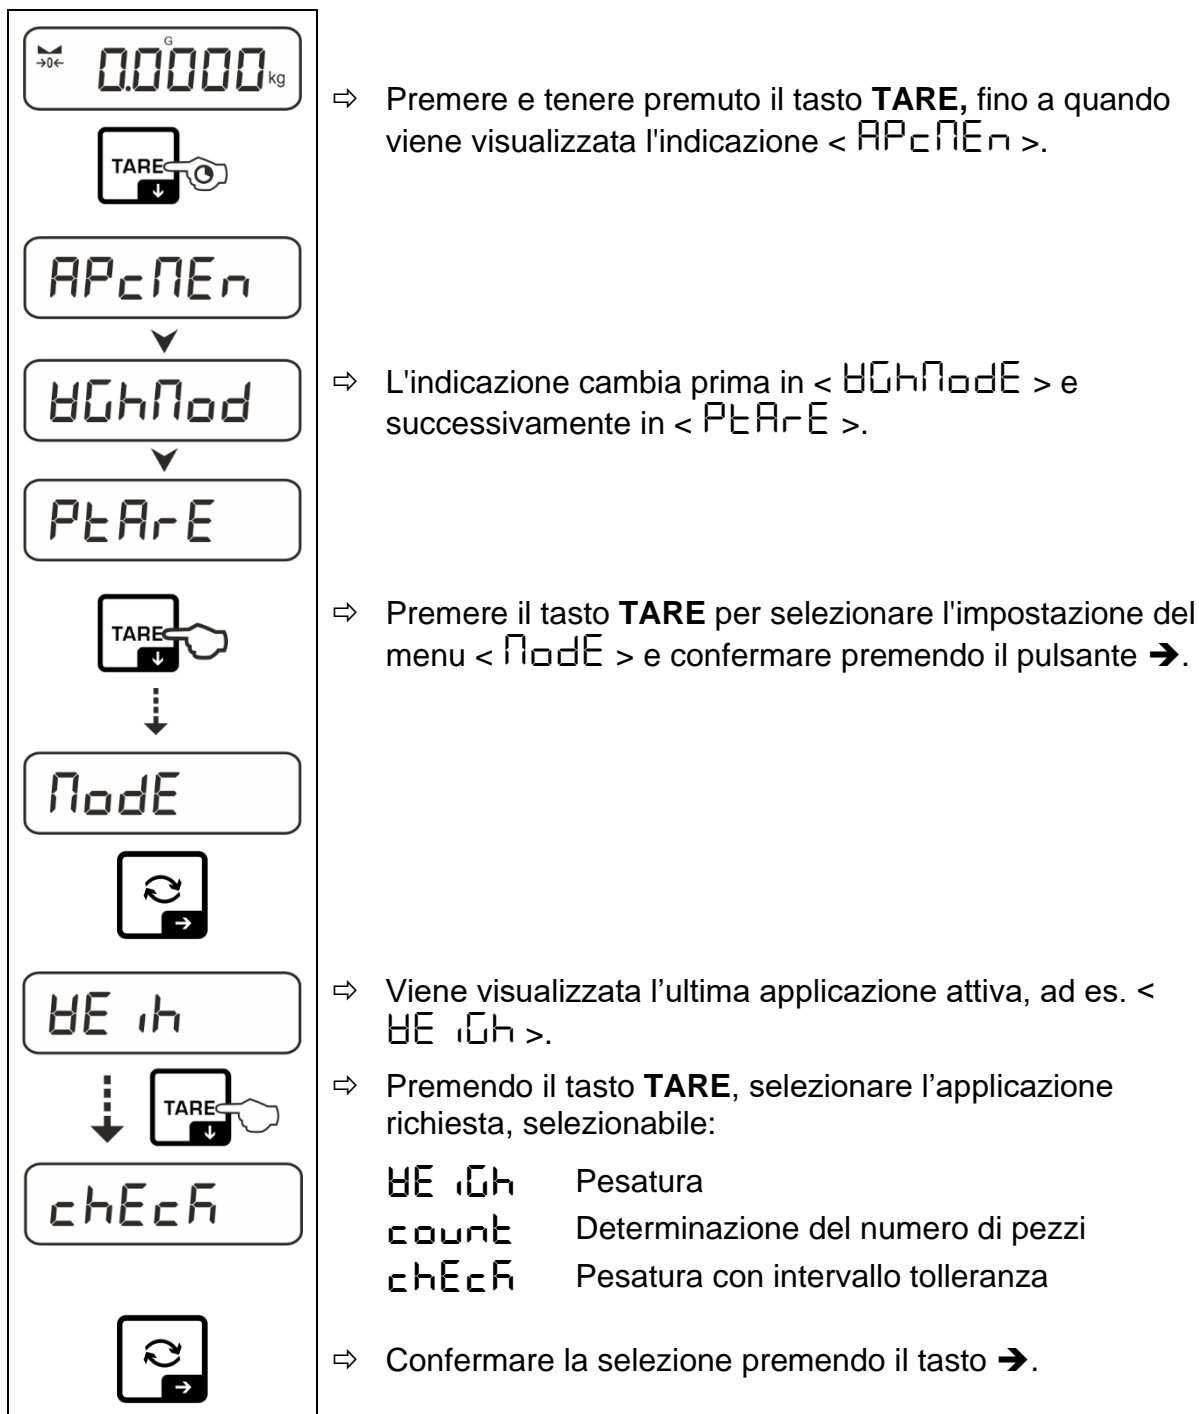 G
→0← 0.0000 kg
⇨ Premere e tenere premuto il tasto TARE, fino a quando
viene visualizzata l'indicazione < APcMEn >.
TARE
↓
APcMEn
WGhMod
⇨ L'indicazione cambia prima in < WGhModE > e
successivamente in < PtArE >.
PtArE
TARE
↓
⇨ Premere il tasto TARE per selezionare l'impostazione del
menu < ModE > e confermare premendo il pulsante ➔.
ModE
→
WE ih
⇨ Viene visualizzata l’ultima applicazione attiva, ad es. <
WE iGh >.
TARE
↓
⇨ Premendo il tasto TARE, selezionare l’applicazione
richiesta, selezionabile:
chEck
WE iGh Pesatura
count Determinazione del numero di pezzi
chEck Pesatura con intervallo tolleranza
→
⇨ Confermare la selezione premendo il tasto ➔.